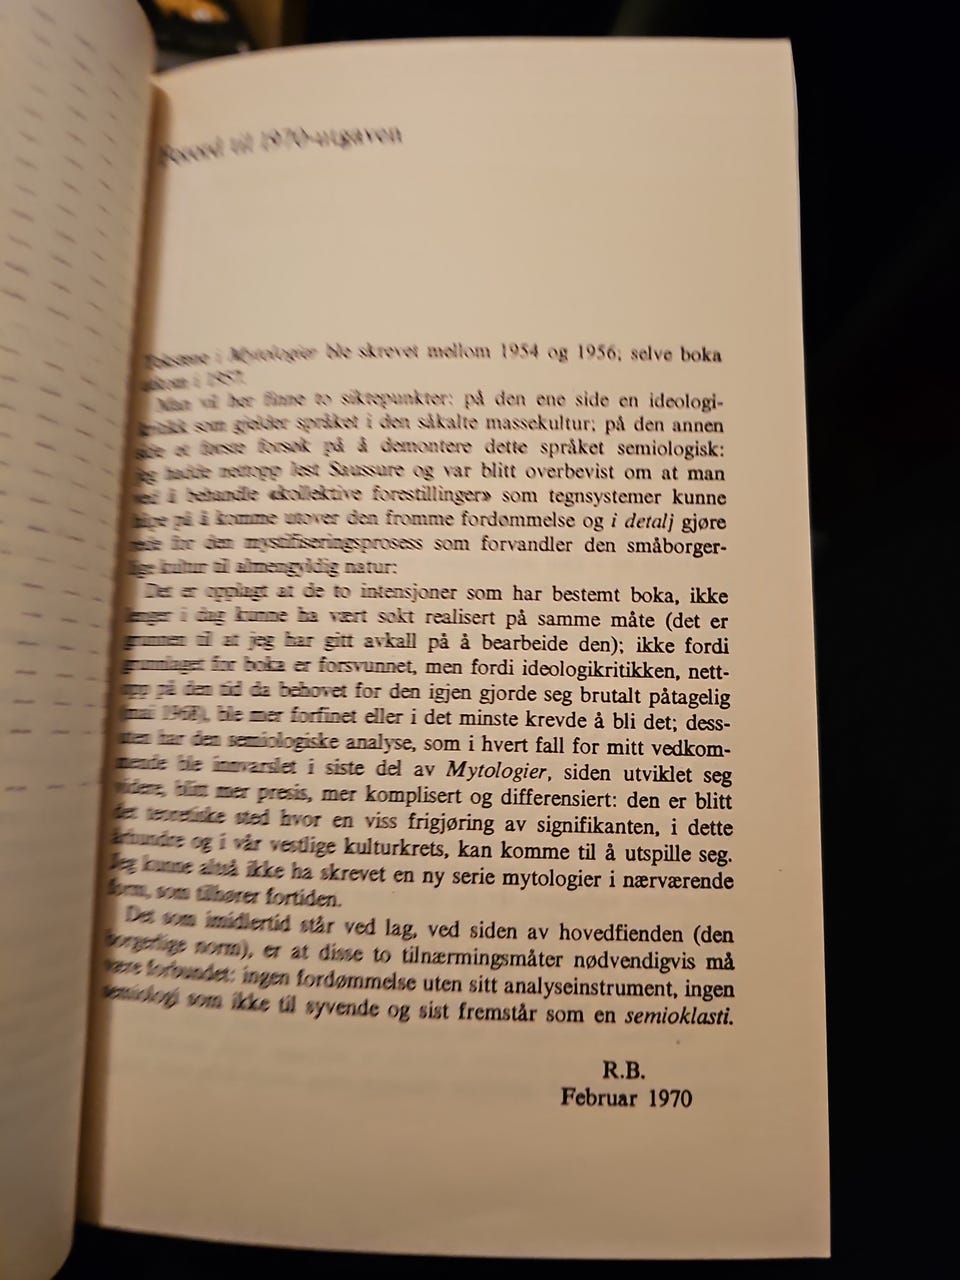 Forord til 1970-utgaven
Tekstene i Mytologier ble skrevet mellom 1954 og 1956; selve boka
utkom i 1957.
Man vil her finne to siktepunkter: på den ene side en ideologi-
kritikk som gjelder språket i den såkalte massekultur; på den annen
side et første forsøk på å demontere dette språket semiologisk:
jeg hadde nettopp lest Saussure og var blitt overbevist om at man
ved å behandle «kollektive forestillinger» som tegnsystemer kunne
håpe på å komme utover den fromme fordømmelse og i detalj gjøre
rede for den mystifiseringsprosess som forvandler den småborger-
lige kultur til almengyldig natur:
Det er opplagt at de to intensjoner som har bestemt boka, ikke
lenger i dag kunne ha vært søkt realisert på samme måte (det er
grunnen til at jeg har gitt avkall på å bearbeide den); ikke fordi
grunnlaget for boka er forsvunnet, men fordi ideologikritikken, nett-
opp på den tid da behovet for den igjen gjorde seg brutalt påtagelig
(mai 1968), ble mer forfinet eller i det minste krevde å bli det; dess-
uten har den semiologiske analyse, som i hvert fall for mitt vedkom-
mende ble innvarslet i siste del av Mytologier, siden utviklet seg
videre, blitt mer presis, mer komplisert og differensiert: den er blitt
det teoretiske sted hvor en viss frigjøring av signifikanten, i dette
århundre og i vår vestlige kulturkrets, kan komme til å utspille seg.
Jeg kunne altså ikke ha skrevet en ny serie mytologier i nærværende
form, som tilhører fortiden.
Det som imidlertid står ved lag, ved siden av hovedfienden (den
borgerlige norm), er at disse to tilnærmingsmåter nødvendigvis må
være forbundet: ingen fordømmelse uten sitt analyseinstrument, ingen
semiologi som ikke til syvende og sist fremstår som en semioklasti.
R.B.
Februar 1970